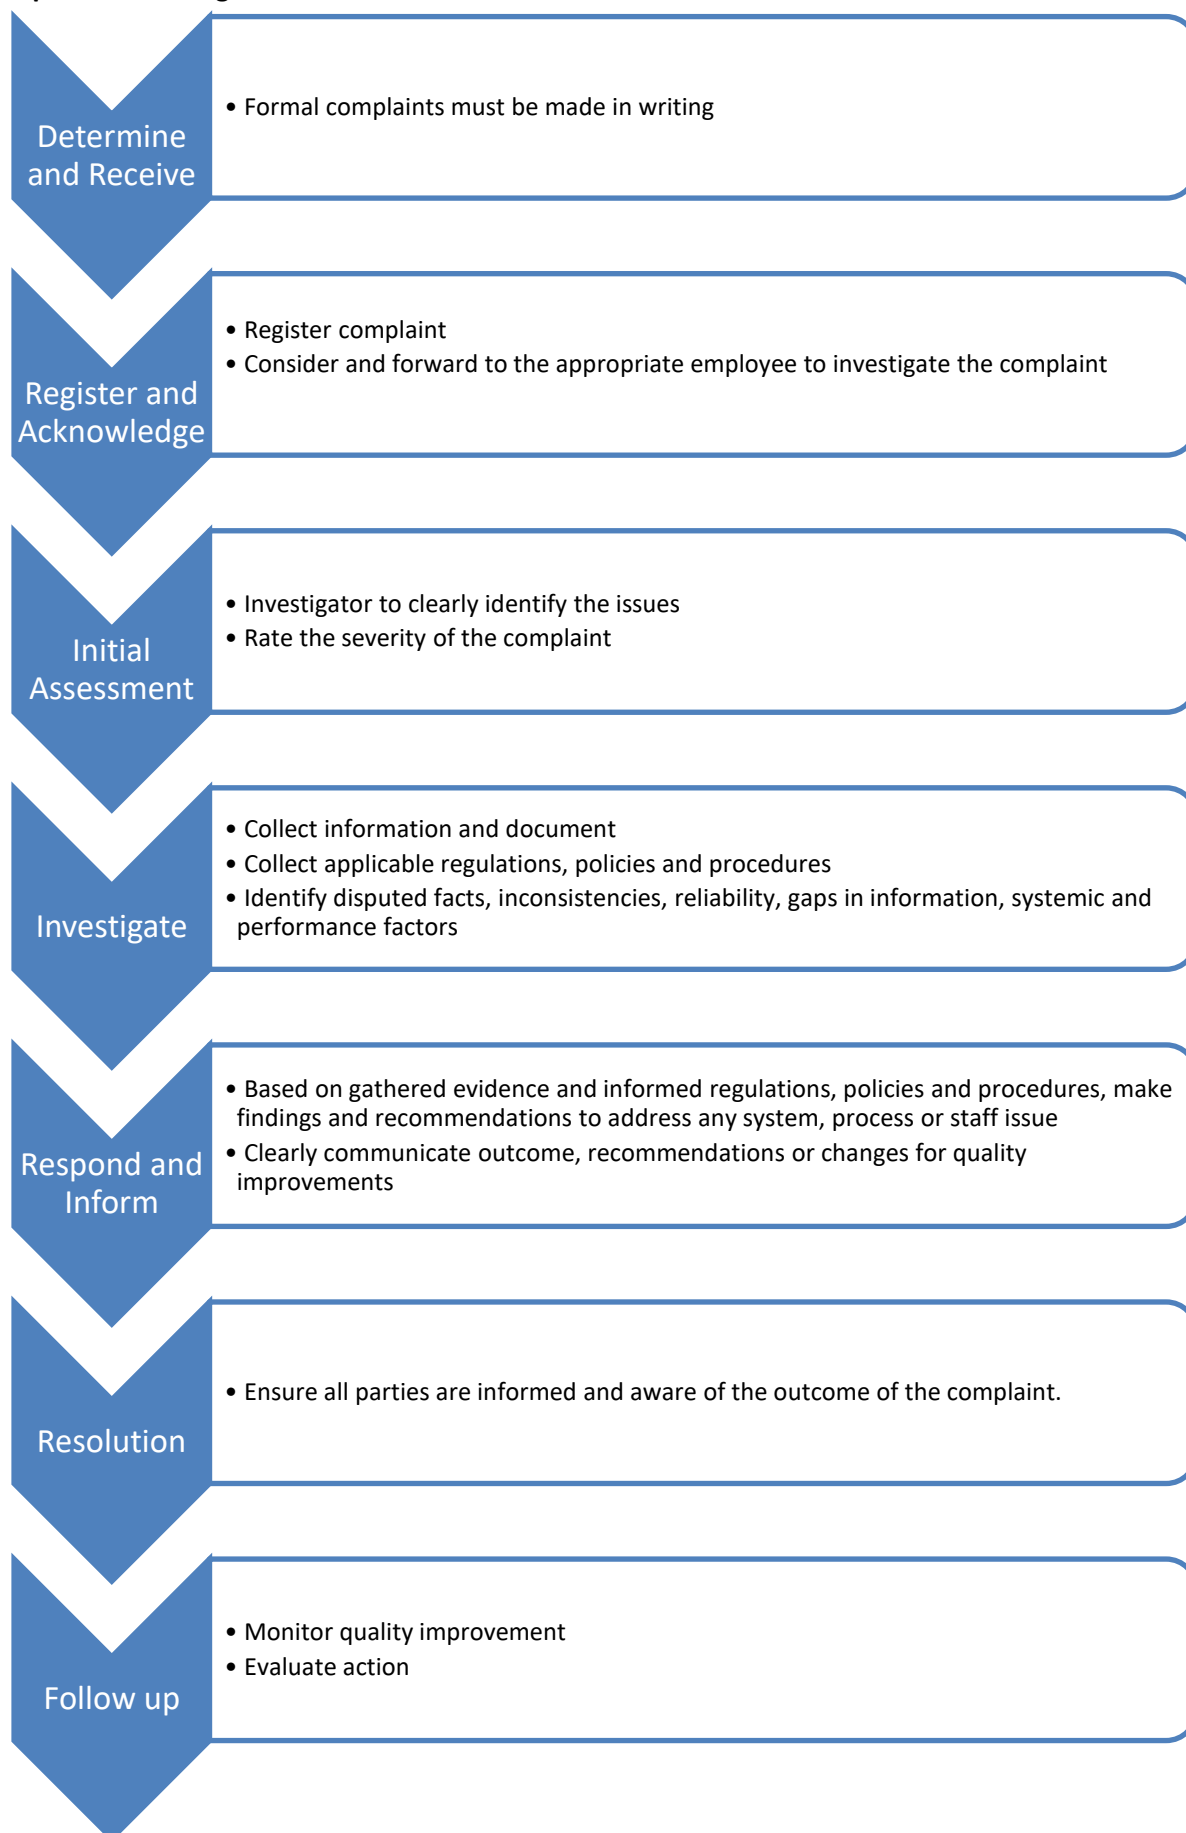 Determine
and Receive
• Formal complaints must be made in writing
Register and
Acknowledge
• Register complaint
• Consider and forward to the appropriate employee to investigate the complaint
Initial
Assessment
• Investigator to clearly identify the issues
• Rate the severity of the complaint
Investigate
• Collect information and document
• Collect applicable regulations, policies and procedures
• Identify disputed facts, inconsistencies, reliability, gaps in information, systemic and
performance factors
Respond and
Inform
• Based on gathered evidence and informed regulations, policies and procedures, make
findings and recommendations to address any system, process or staff issue
• Clearly communicate outcome, recommendations or changes for quality
improvements
Resolution
• Ensure all parties are informed and aware of the outcome of the complaint.
Follow up
• Monitor quality improvement
• Evaluate action